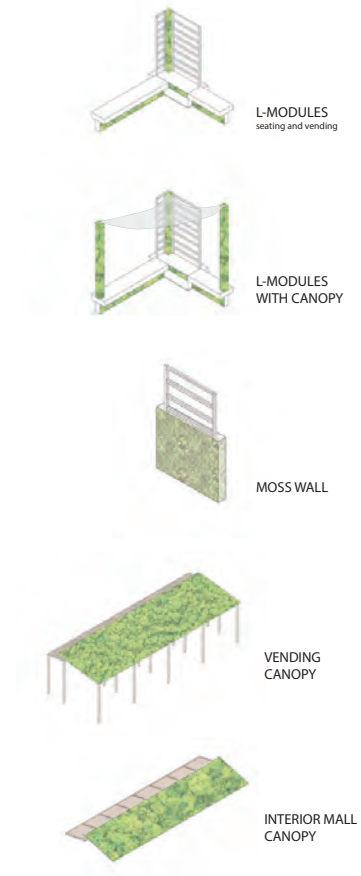 L-MODULES
seating and vending
L-MODULES
WITH CANOPY
MOSS WALL
VENDING
CANOPY
INTERIOR MALL
CANOPY